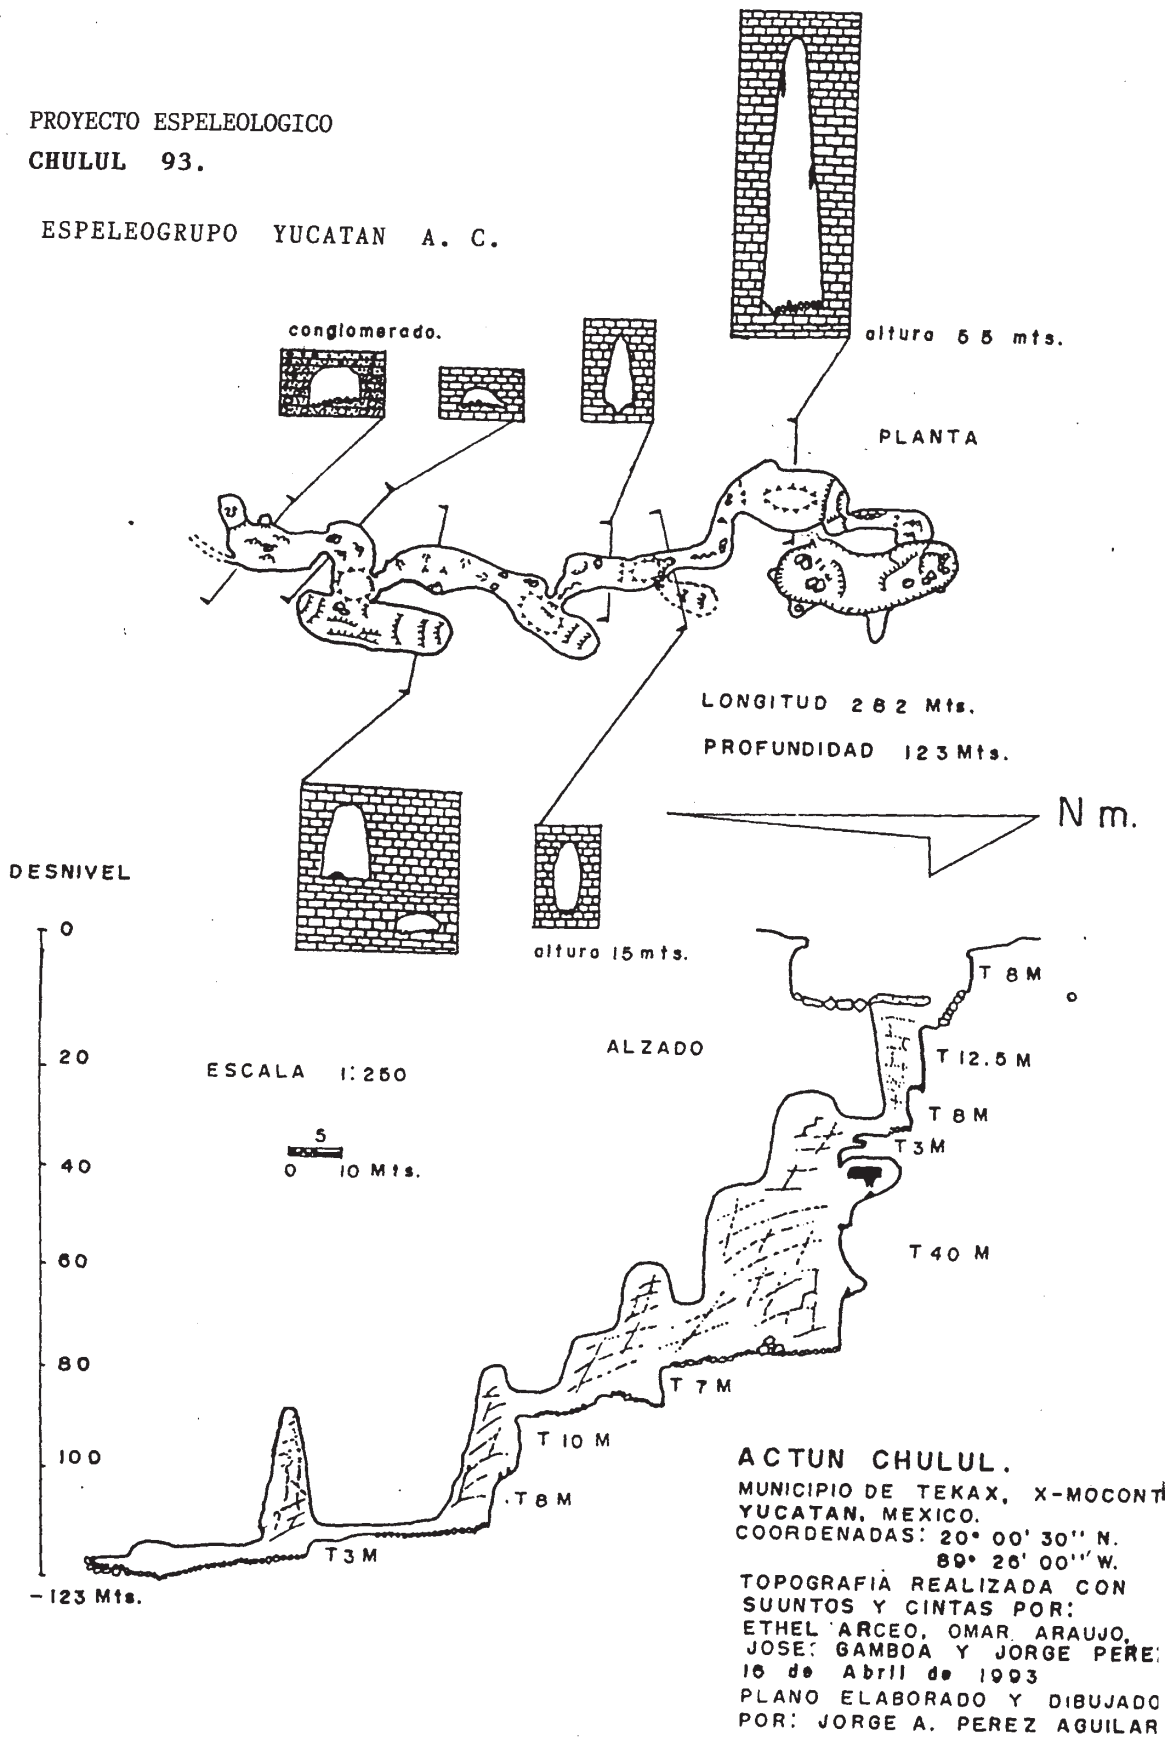 PROYECTO ESPELEOLOGICO
CHULUL 93.
ESPELEOGRUPO YUCATAN A. C.
conglomerado.
altura 55 mts.
PLANTA
LONGITUD 282 Mts.
PROFUNDIDAD 123 Mts.
N m.
altura 15 mts.
DESNIVEL
0
20
40
60
80
100
-123 Mts.
ESCALA 1:250
5
0 10 Mts.
ALZADO
T 8 M
T 12.5 M
T 8 M
T 3 M
T 40 M
T 7 M
T 10 M
T 8 M
T 3 M
ACTUN CHULUL.
MUNICIPIO DE TEKAX, X-MOCONT
YUCATAN, MEXICO.
COORDENADAS: 20° 00' 30'' N.
89° 26' 00'' W.
TOPOGRAFIA REALIZADA CON
SUUNTOS Y CINTAS POR:
ETHEL ARCEO, OMAR ARAUJO,
JOSE GAMBOA Y JORGE PERE
16 de Abril de 1993
PLANO ELABORADO Y DIBUJADO
POR: JORGE A. PEREZ AGUILAR